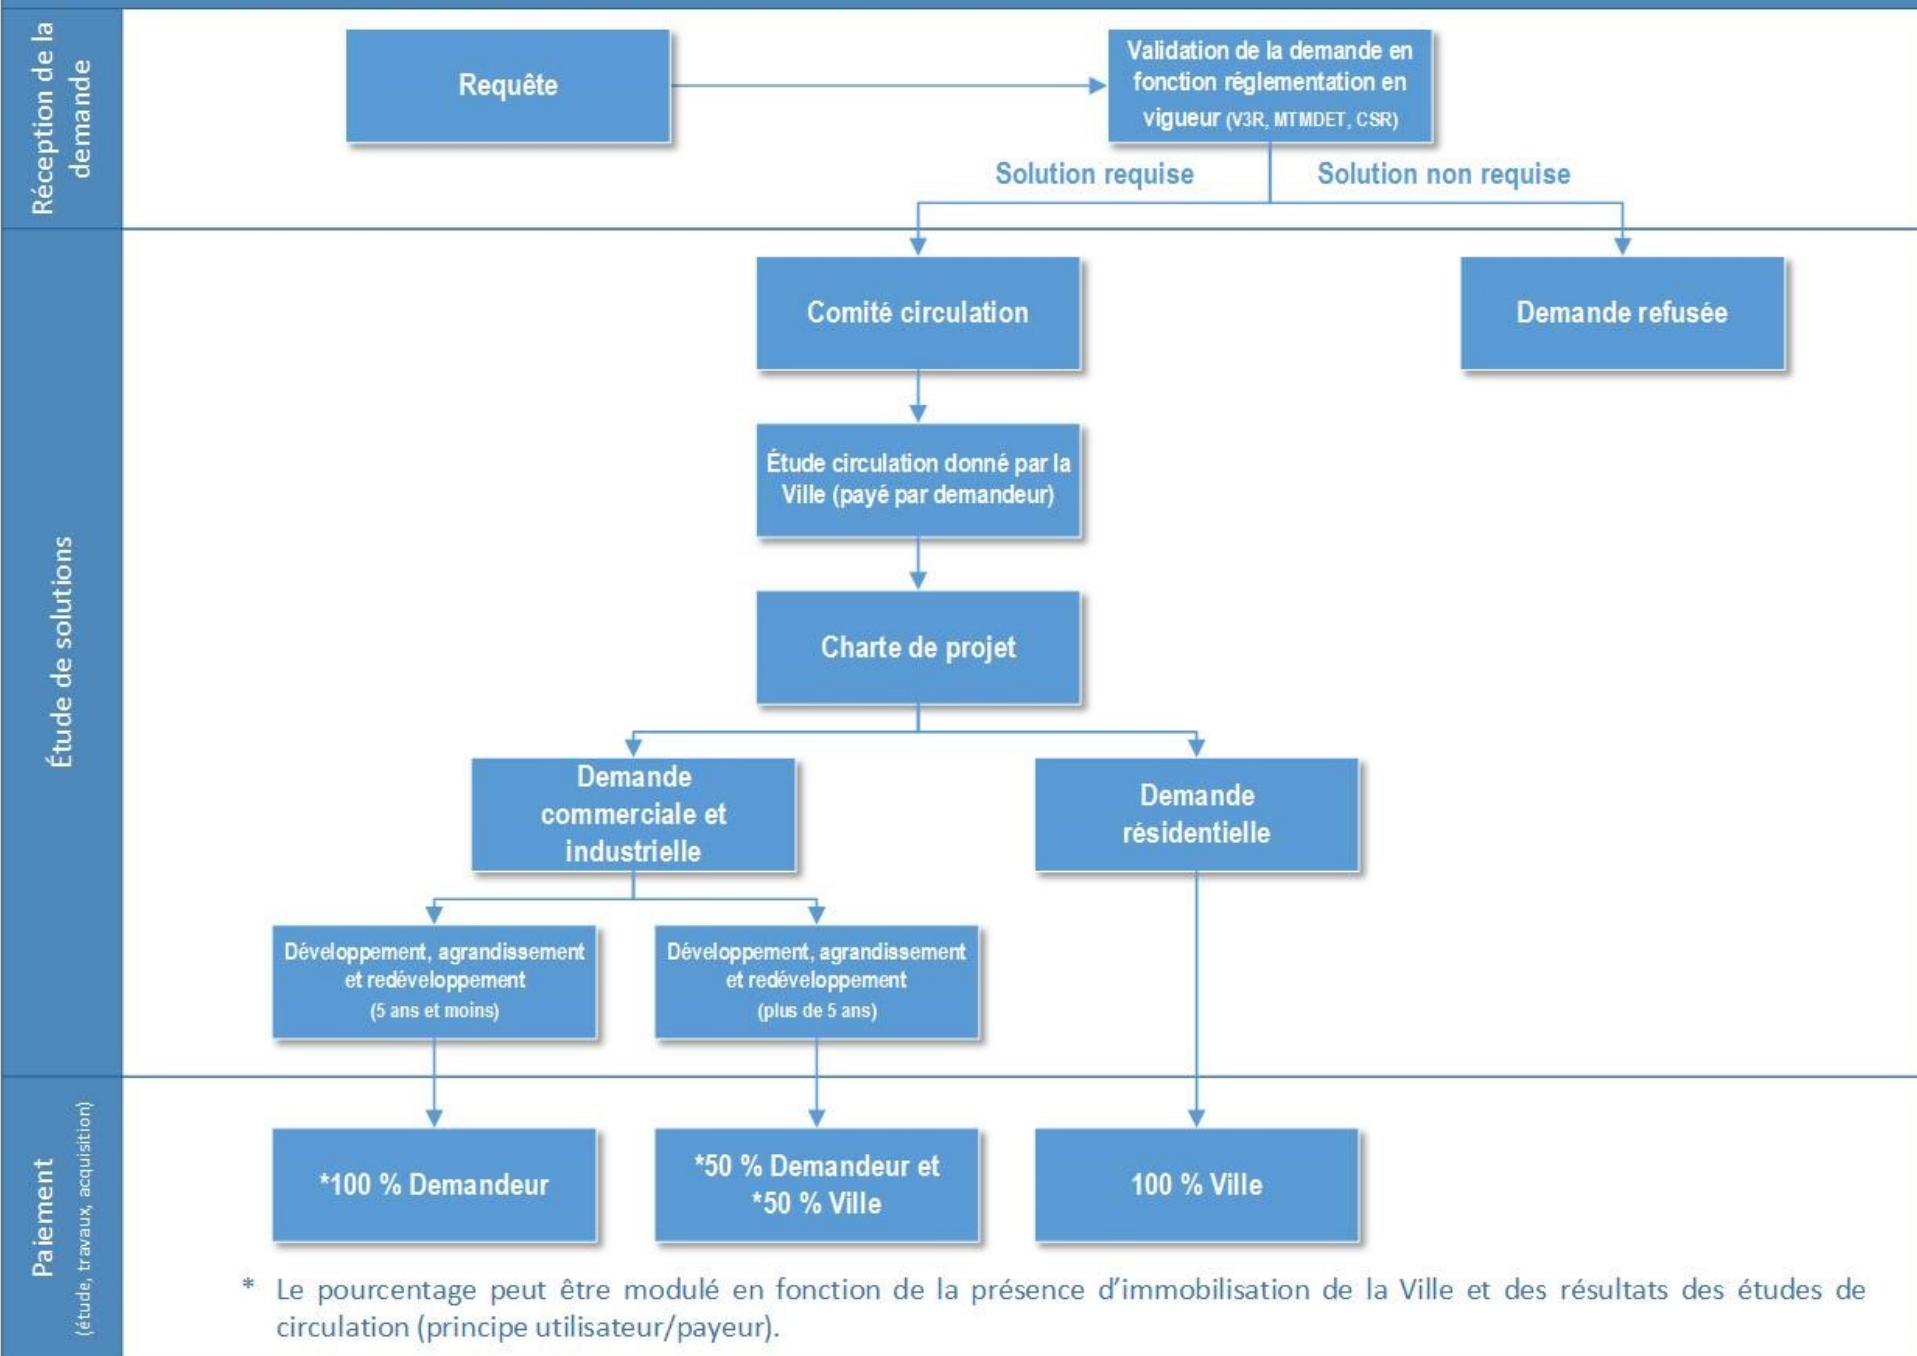 Réception de la
demande
Requête
Validation de la demande en
fonction réglementation en
vigueur (V3R, MTMDET, CSR)
Solution requise
Solution non requise
Étude de solutions
Comité circulation
Demande refusée
Étude circulation donné par la
Ville (payé par demandeur)
Charte de projet
Demande
commerciale et
industrielle
Demande
résidentielle
Développement, agrandissement
et redéveloppement
(5 ans et moins)
Développement, agrandissement
et redéveloppement
(plus de 5 ans)
Paiement
(étude, travaux, acquisition)
*100 % Demandeur
*50 % Demandeur et
*50 % Ville
100 % Ville
* Le pourcentage peut être modulé en fonction de la présence d’immobilisation de la Ville et des résultats des études de
circulation (principe utilisateur/payeur).